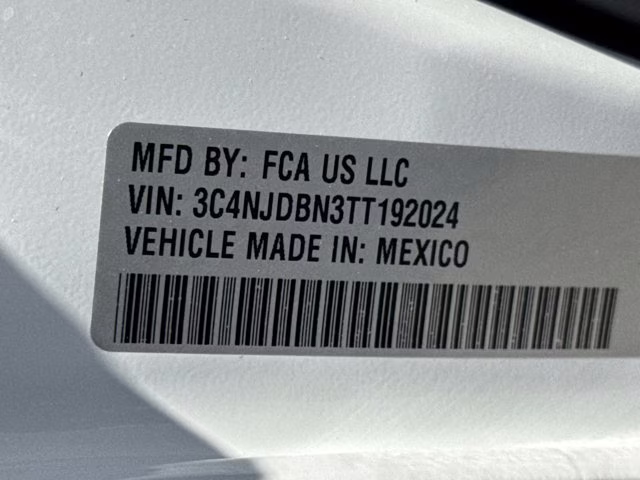 MFD BY: FCA US LLC
VIN: 3C4NJDBN3TT192024
VEHICLE MADE IN: MEXICO